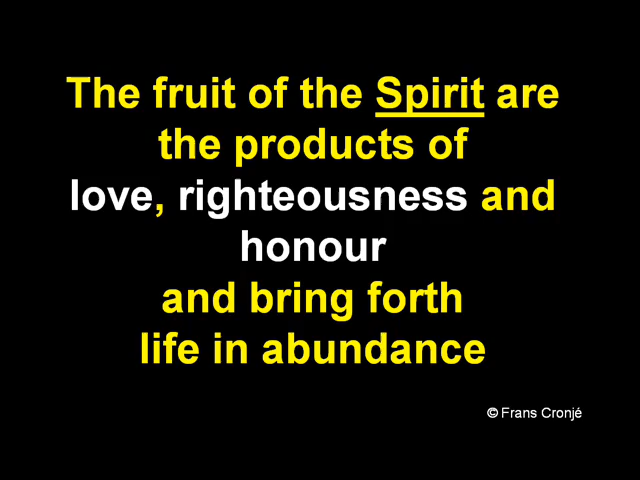 The fruit of the Spirit are
the products of
love, righteousness and
honour
and bring forth
life in abundance
© Frans Cronjé